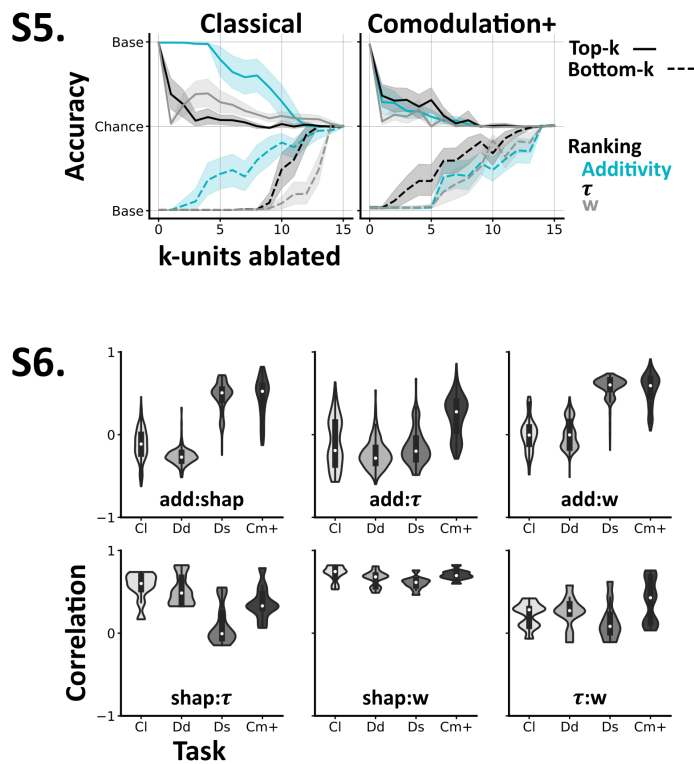 S5.
Classical
Comodulation+
Base
Chance
Base
Accuracy
0
5
10
15
0
5
10
15
k-units ablated
Top-k
Bottom-k
Ranking
Additivity
τ
w
S6.
1
0
−1
add:shap
add:τ
add:w
Cl Dd Ds Cm+
Cl Dd Ds Cm+
Cl Dd Ds Cm+
1
0
−1
Correlation
shap:τ
shap:w
τ:w
Cl Dd Ds Cm+
Cl Dd Ds Cm+
Cl Dd Ds Cm+
Task